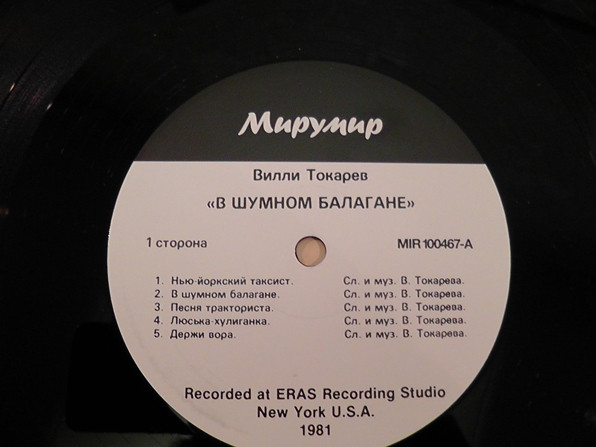 Мирумир
Вилли Токарев
«В ШУМНОМ БАЛАГАНЕ»
1 сторона MIR 100467-A
1. Нью-йоркский таксист. Сл. и муз. В. Токарева.
2. В шумном балагане. Сл. и муз. В. Токарева.
3. Песня тракториста. Сл. и муз. В. Токарева.
4. Люська-хулиганка. Сл. и муз. В. Токарева.
5. Держи вора. Сл. и муз. В. Токарева.
Recorded at ERAS Recording Studio
New York U.S.A.
1981